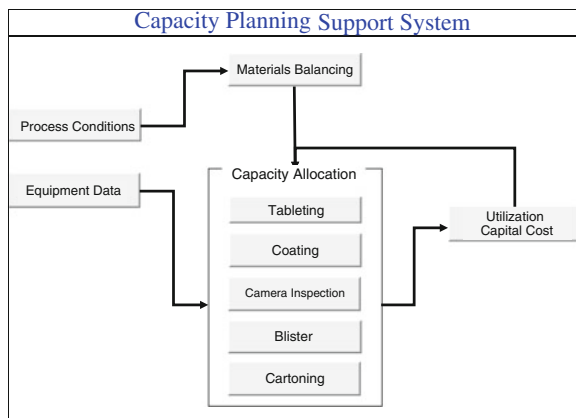 Capacity Planning Support System
Materials Balancing
Process Conditions
Equipment Data
Capacity Allocation
Tableting
Coating
Camera Inspection
Blister
Cartoning
Utilization
Capital Cost